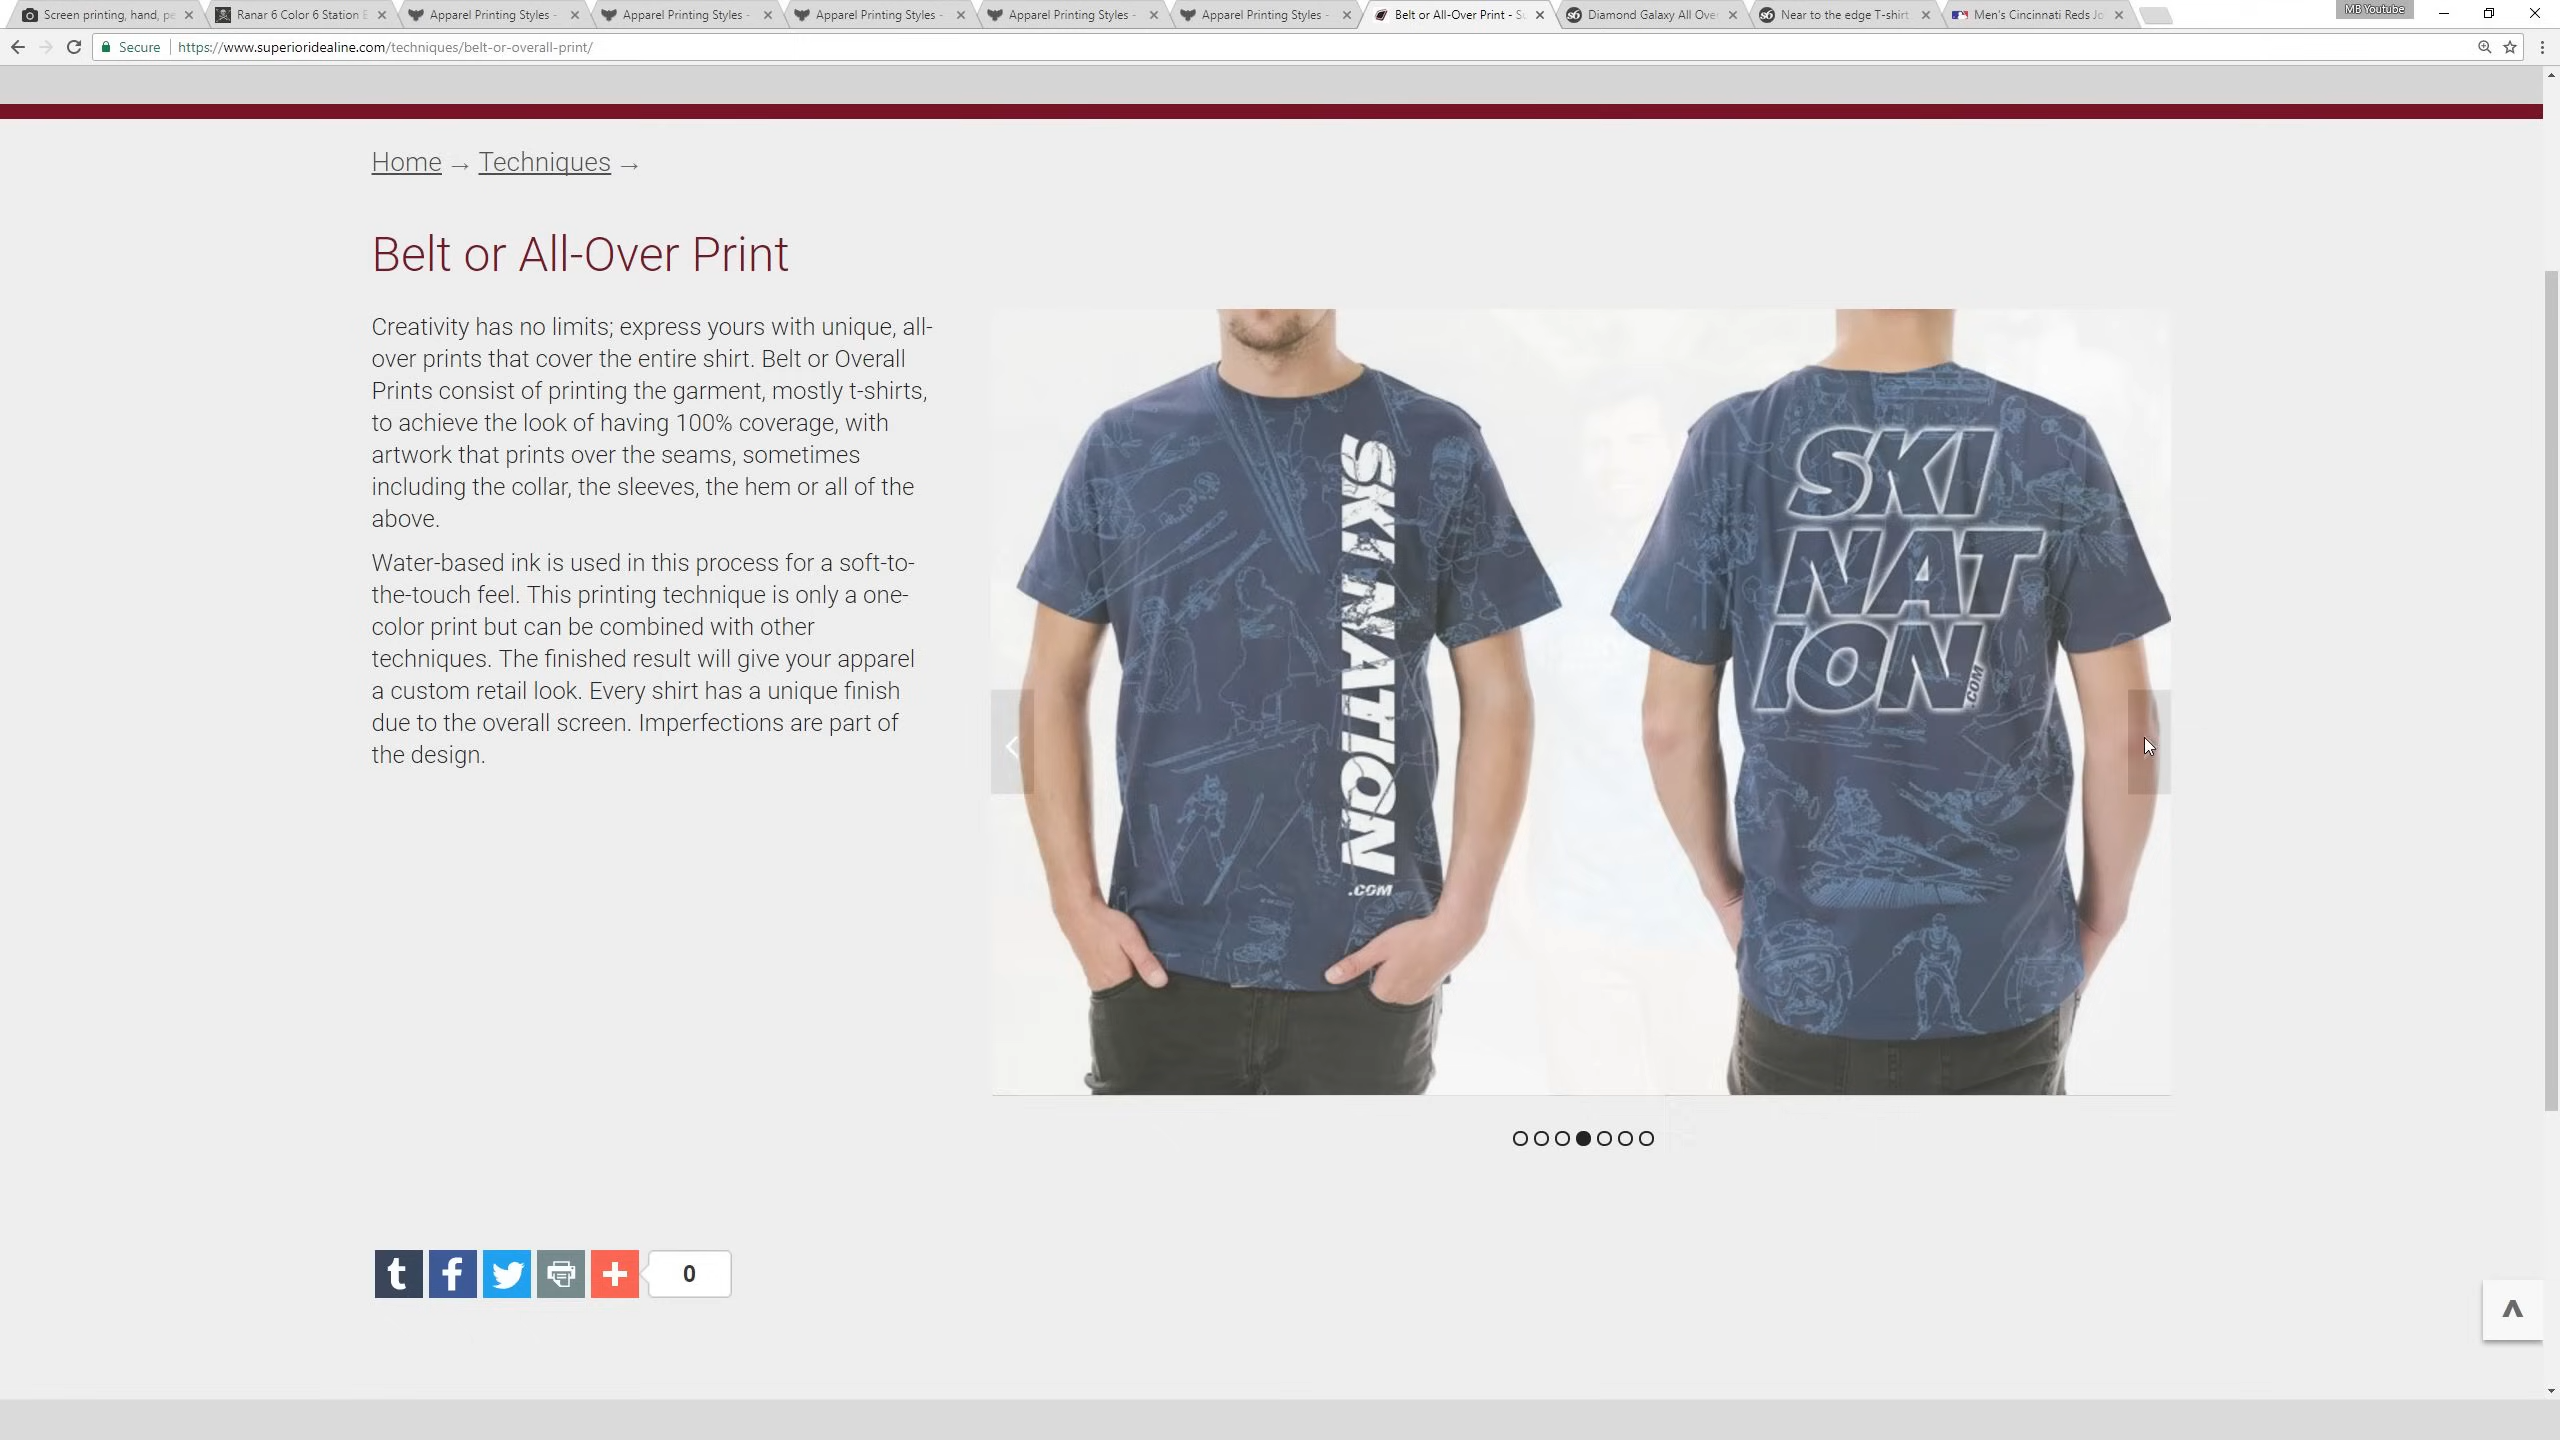 Screen printing, hand, pe
Ranar 6 Color 6 Station E
Apparel Printing Styles -
Apparel Printing Styles -
Apparel Printing Styles -
Apparel Printing Styles -
Apparel Printing Styles -
Belt or All-Over Print - Su
Diamond Galaxy All Over
Near to the edge T-shirt
Men's Cincinnati Reds Jo
MB Youtube
Secure
https://www.superioridealine.com/techniques/belt-or-overall-print/
Home → Techniques →
Belt or All-Over Print
Creativity has no limits; express yours with unique, all-
over prints that cover the entire shirt. Belt or Overall
Prints consist of printing the garment, mostly t-shirts,
to achieve the look of having 100% coverage, with
artwork that prints over the seams, sometimes
including the collar, the sleeves, the hem or all of the
above.
Water-based ink is used in this process for a soft-to-
the-touch feel. This printing technique is only a one-
color print but can be combined with other
techniques. The finished result will give your apparel
a custom retail look. Every shirt has a unique finish
due to the overall screen. Imperfections are part of
the design.
SKI NATION
.COM
SKI
NAT
ION
.COM
0